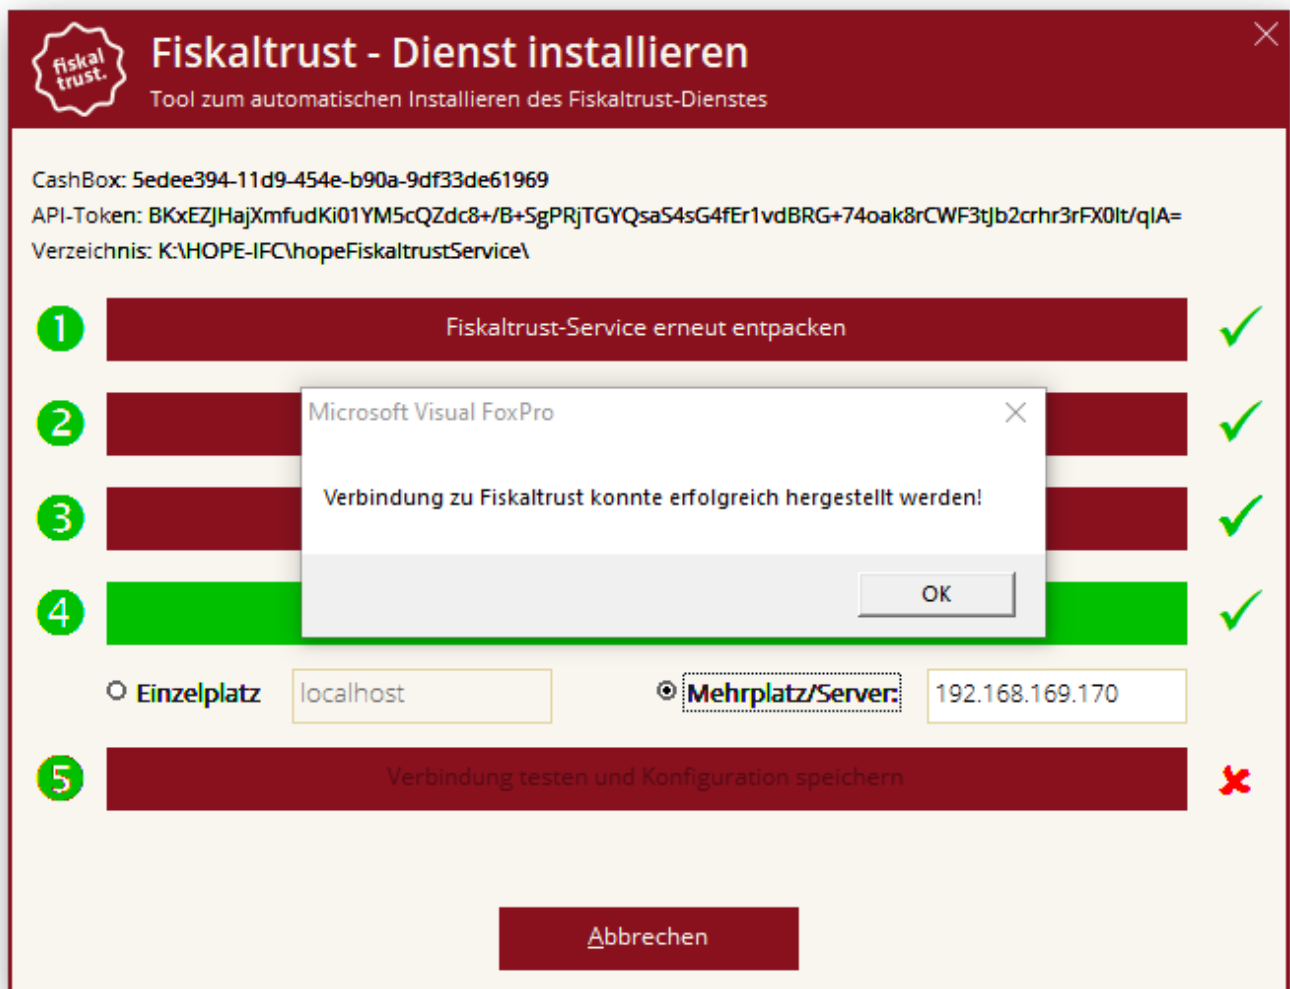 fiskal
trust.
Fiskaltrust - Dienst installieren
Tool zum automatischen Installieren des Fiskaltrust-Dienstes
CashBox: 5edee394-11d9-454e-b90a-9df33de61969
API-Token: BKxEZJHajXmfudKi01YM5cQZdc8+/B+SgPRjTGYQsaS4sG4fEr1vdBRG+74oak8rCWF3tJb2crhr3rFX0lt/qIA=
Verzeichnis: K:\HOPE-IFC\hopeFiskaltrustService\
1 Fiskaltrust-Service erneut entpacken
2
Microsoft Visual FoxPro
Verbindung zu Fiskaltrust konnte erfolgreich hergestellt werden!
3
OK
4
Einzelplatz localhost Mehrplatz/Server: 192.168.169.170
5 Verbindung testen und Konfiguration speichern
Abbrechen